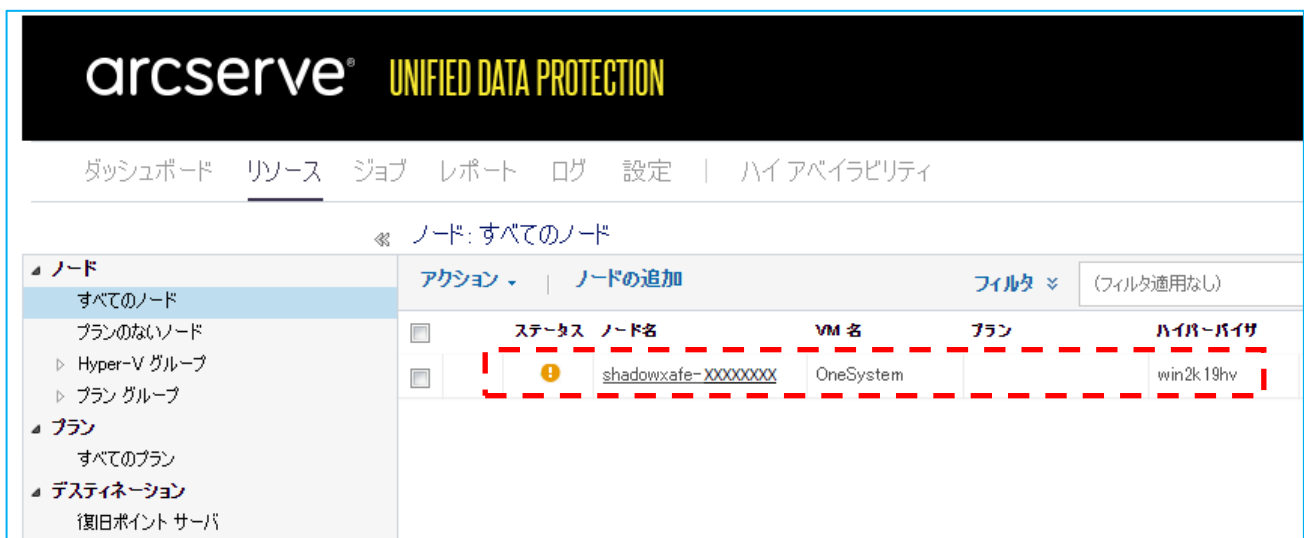 arcserve® UNIFIED DATA PROTECTION
ダッシュボード リソース ジョブ レポート ログ 設定 | ハイ アベイラビリティ
ノード: すべてのノード
ノード
すべてのノード
プランのないノード
Hyper-V グループ
プラン グループ
プラン
すべてのプラン
デスティネーション
復旧ポイント サーバ
アクション | ノードの追加 フィルタ (フィルタ適用なし)
ステータス ノード名 VM 名 プラン ハイパーバイザ
shadowxafe-XXXXXXXX OneSystem win2k19hv